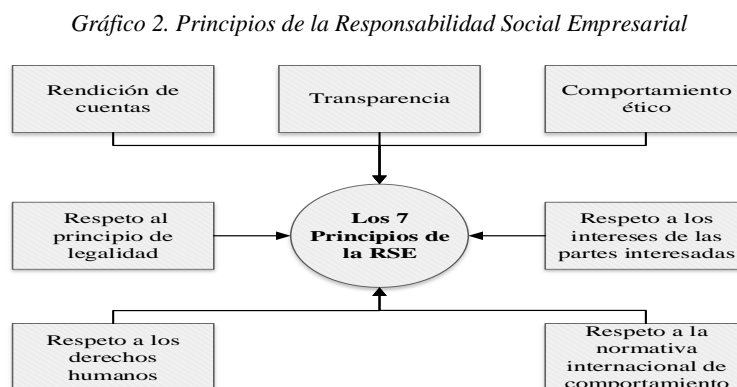 Gráfico 2. Principios de la Responsabilidad Social Empresarial
Rendición de
cuentas
Transparencia
Comportamiento
ético
Respeto al
principio de
legalidad
Los 7
Principios de
la RSE
Respeto a los
intereses de las
partes interesadas
Respeto a los
derechos
humanos
Respeto a la
normativa
internacional de
comportamiento